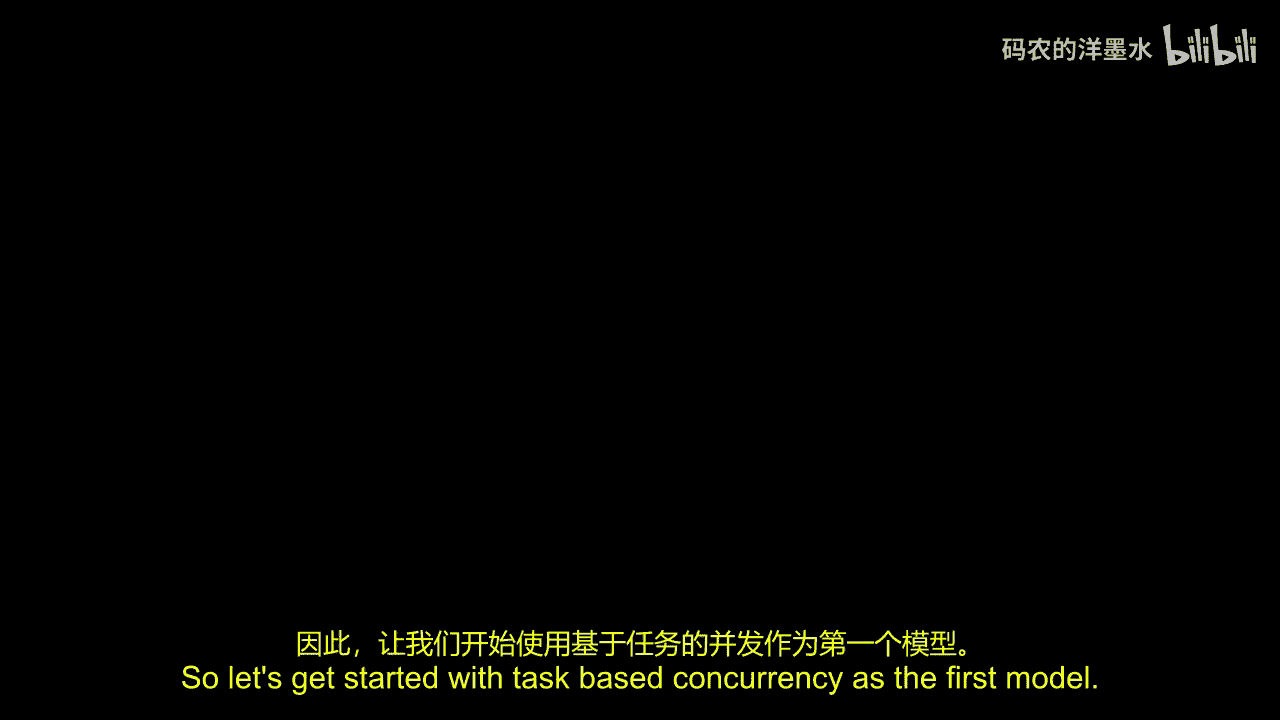 码农的洋墨水 bilibili
因此，让我们开始使用基于任务的并发作为第一个模型。
So let's get started with task based concurrency as the first model.